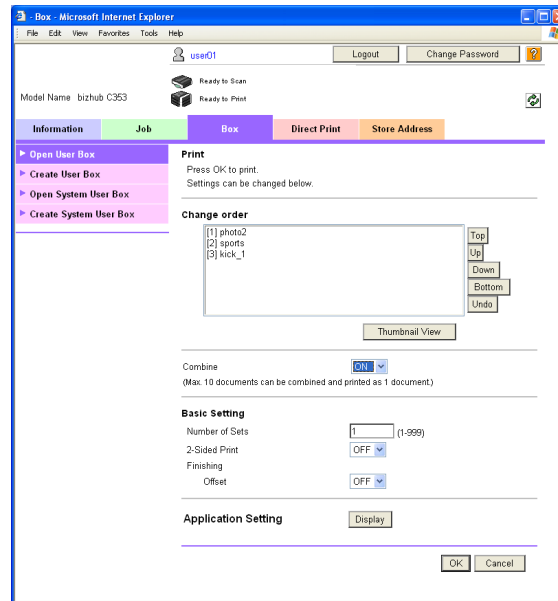 - Box - Microsoft Internet Explorer
File Edit View Favorites Tools Help
user01 Logout Change Password ?
Ready to Scan
Model Name bizhub C353 Ready to Print
Information Job Box Direct Print Store Address
Open User Box
Create User Box
Open System User Box
Create System User Box
Print
Press OK to print.
Settings can be changed below.
Change order
[1] photo2
[2] sports
[3] kick_1
Top
Up
Down
Bottom
Undo
Thumbnail View
Combine ON
(Max. 10 documents can be combined and printed as 1 document.)
Basic Setting
Number of Sets 1 (1-999)
2-Sided Print OFF
Finishing
Offset OFF
Application Setting Display
OK Cancel